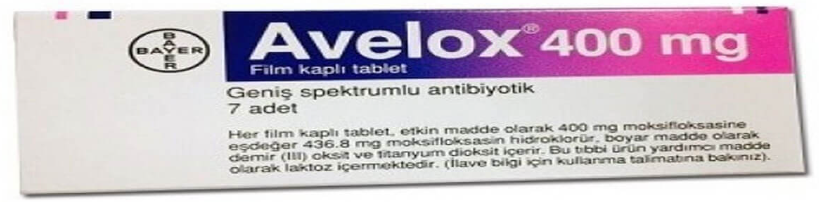 BAYER
BAYER
Avelox® 400 mg
Film kaplı tablet
Geniş spektrumlu antibiyotik
7 adet
Her film kaplı tablet, etkin madde olarak 400 mg moksifloksasine
eşdeğer 436.8 mg moksifloksasin hidroklorür, boyar madde olarak
demir (III) oksit ve titanyum dioksit içerir. Bu tıbbi ürün yardımcı madde
olarak laktoz içermektedir. (İlave bilgi için kullanma talimatına bakınız).